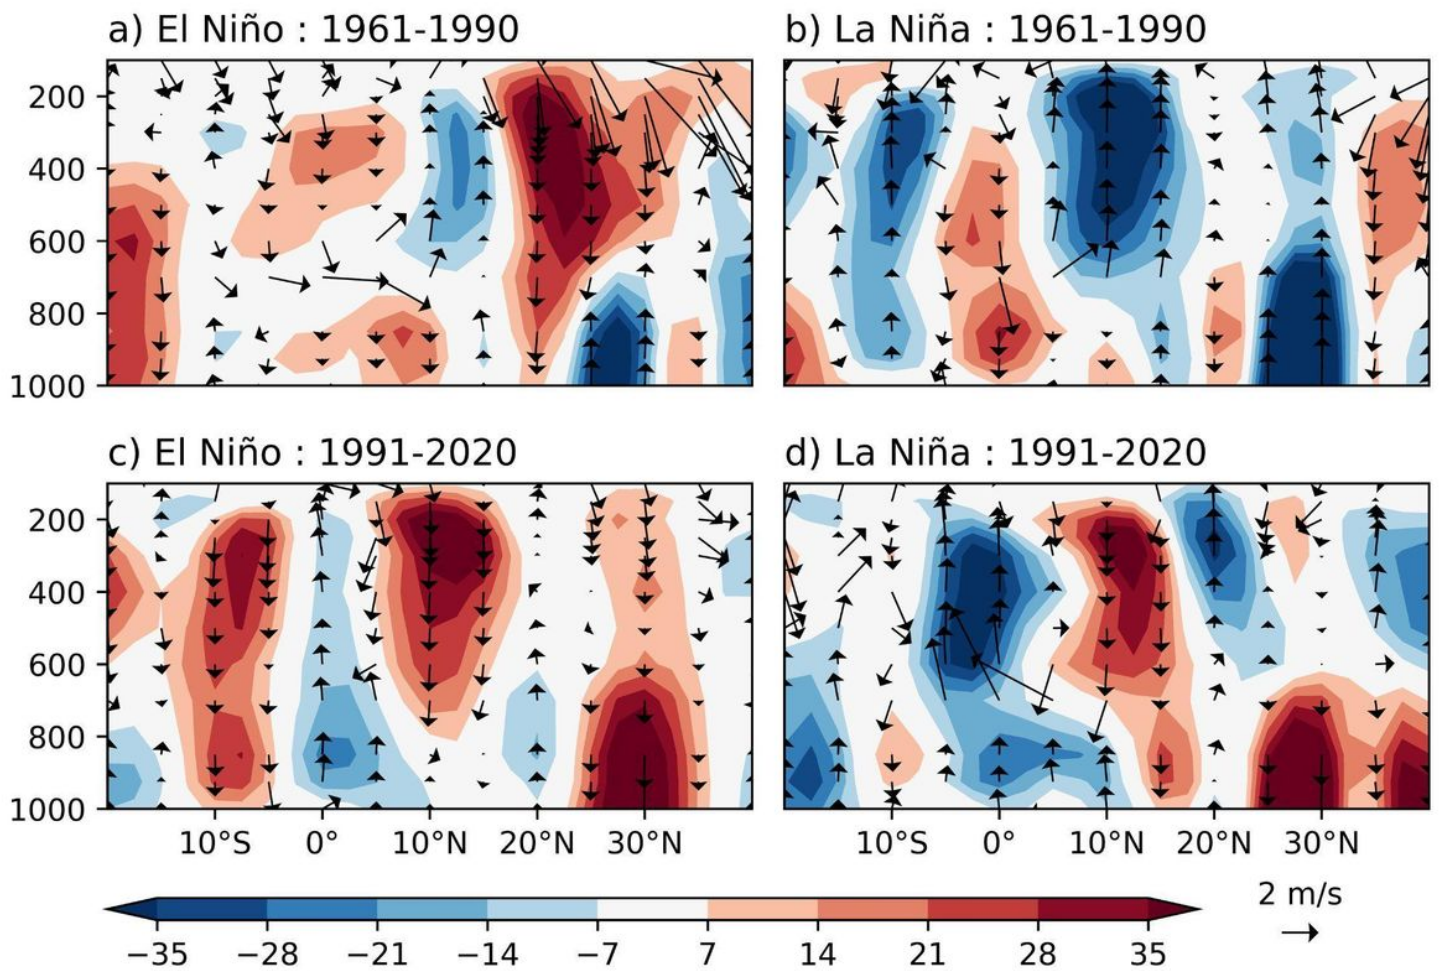 a) El Niño : 1961-1990
b) La Niña : 1961-1990
200
400
600
800
1000
c) El Niño : 1991-2020
d) La Niña : 1991-2020
200
400
600
800
1000
10°S 0° 10°N 20°N 30°N
10°S 0° 10°N 20°N 30°N
2 m/s
−35 −28 −21 −14 −7 7 14 21 28 35